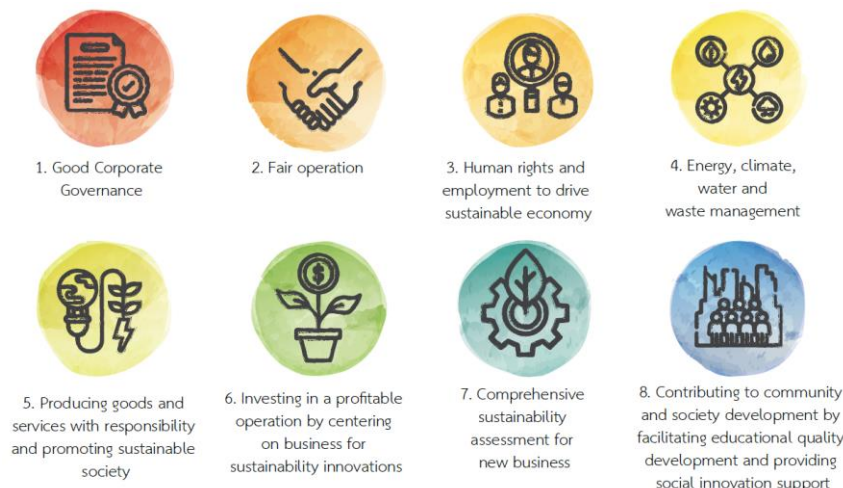 1. Good Corporate
Governance
2. Fair operation
3. Human rights and
employment to drive
sustainable economy
4. Energy, climate,
water and
waste management
5. Producing goods and
services with responsibility
and promoting sustainable
society
6. Investing in a profitable
operation by centering
on business for
sustainability innovations
7. Comprehensive
sustainability
assessment for
new business
8. Contributing to community
and society development by
facilitating educational quality
development and providing
social innovation support